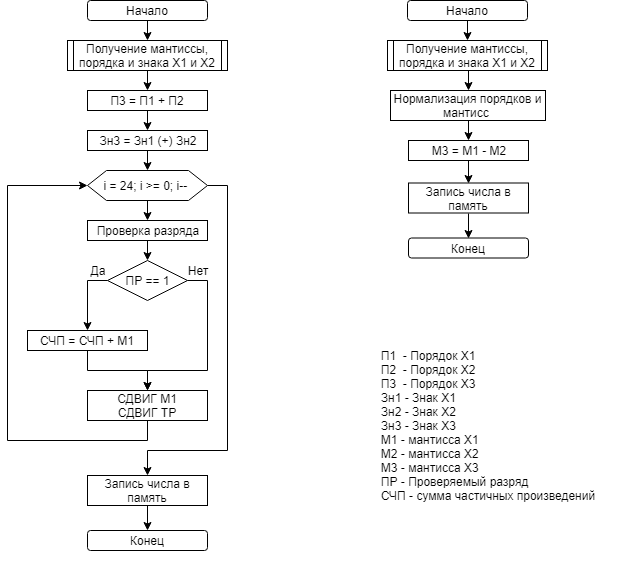 Начало
Получение мантиссы,
порядка и знака X1 и X2
П3 = П1 + П2
Зн3 = Зн1 (+) Зн2
i = 24; i >= 0; i--
Проверка разряда
Да
Нет
ПР == 1
СЧП = СЧП + М1
СДВИГ М1
СДВИГ ТР
Запись числа в
память
Конец
Начало
Получение мантиссы,
порядка и знака X1 и X2
Нормализация порядков и
мантисс
М3 = М1 - М2
Запись числа в
память
Конец
П1 - Порядок X1
П2 - Порядок X2
П3 - Порядок X3
Зн1 - Знак X1
Зн2 - Знак X2
Зн3 - Знак X3
М1 - мантисса X1
М2 - мантисса X2
М3 - мантисса X3
ПР - Проверяемый разряд
СЧП - сумма частичных произведений